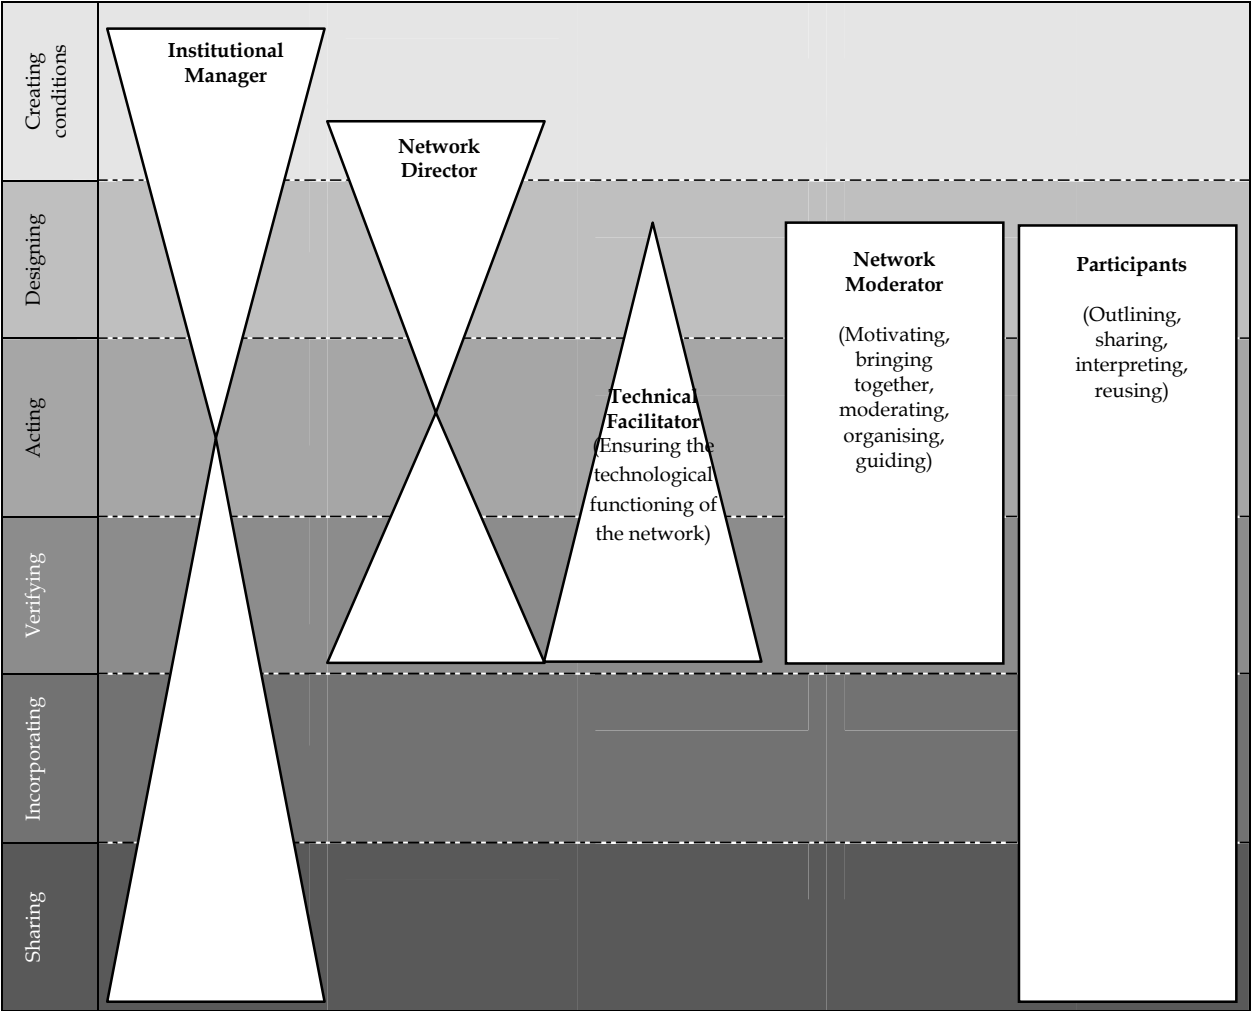 Creating
conditions
Designing
Acting
Verifying
Incorporating
Sharing
Institutional
Manager
Network
Director
Technical
Facilitator
(Ensuring the
technological
functioning of
the network)
Network
Moderator
(Motivating,
bringing
together,
moderating,
organising,
guiding)
Participants
(Outlining,
sharing,
interpreting,
reusing)